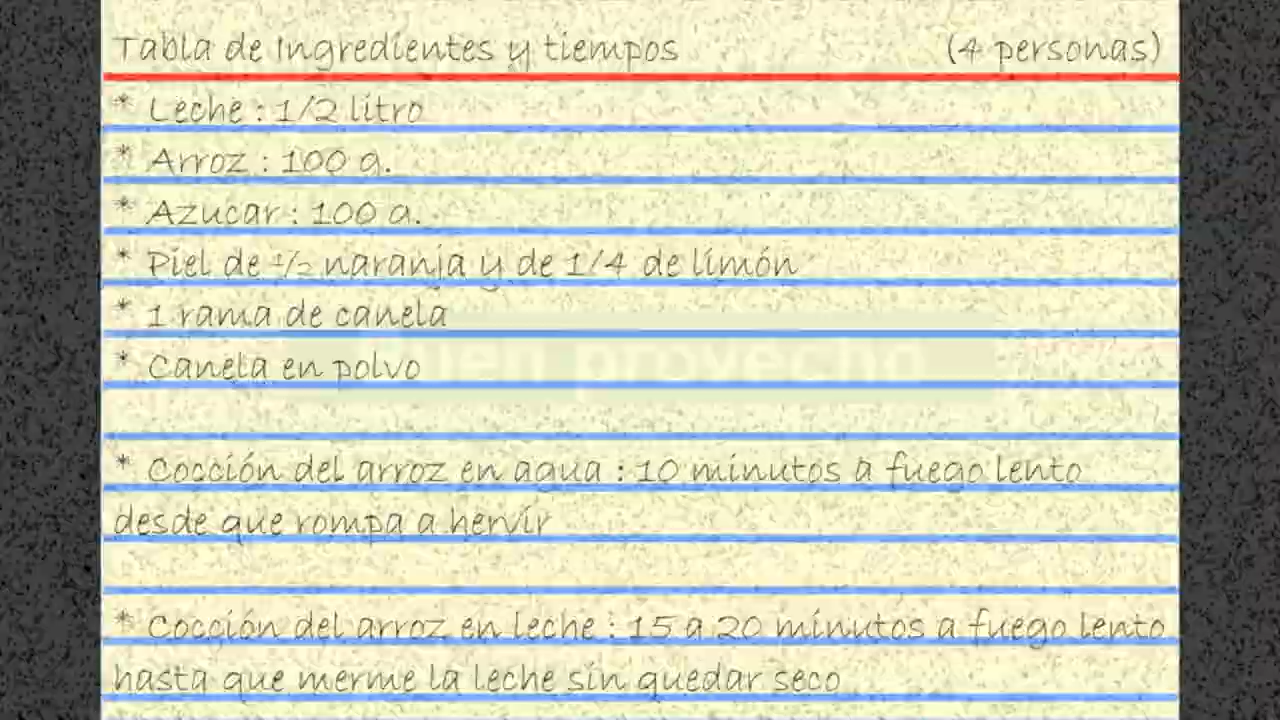 Tabla de Ingredientes y tiempos (4 personas)
* Leche : 1/2 litro
* Arroz : 100 g.
* Azucar : 100 g.
* Piel de 1/2 naranja y de 1/4 de limón
* 1 rama de canela
* Canela en polvo
Buen provecho
* Cocción del arroz en agua : 10 minutos a fuego lento
desde que rompa a hervir
* Cocción del arroz en leche : 15 a 20 minutos a fuego lento
hasta que merme la leche sin quedar seco